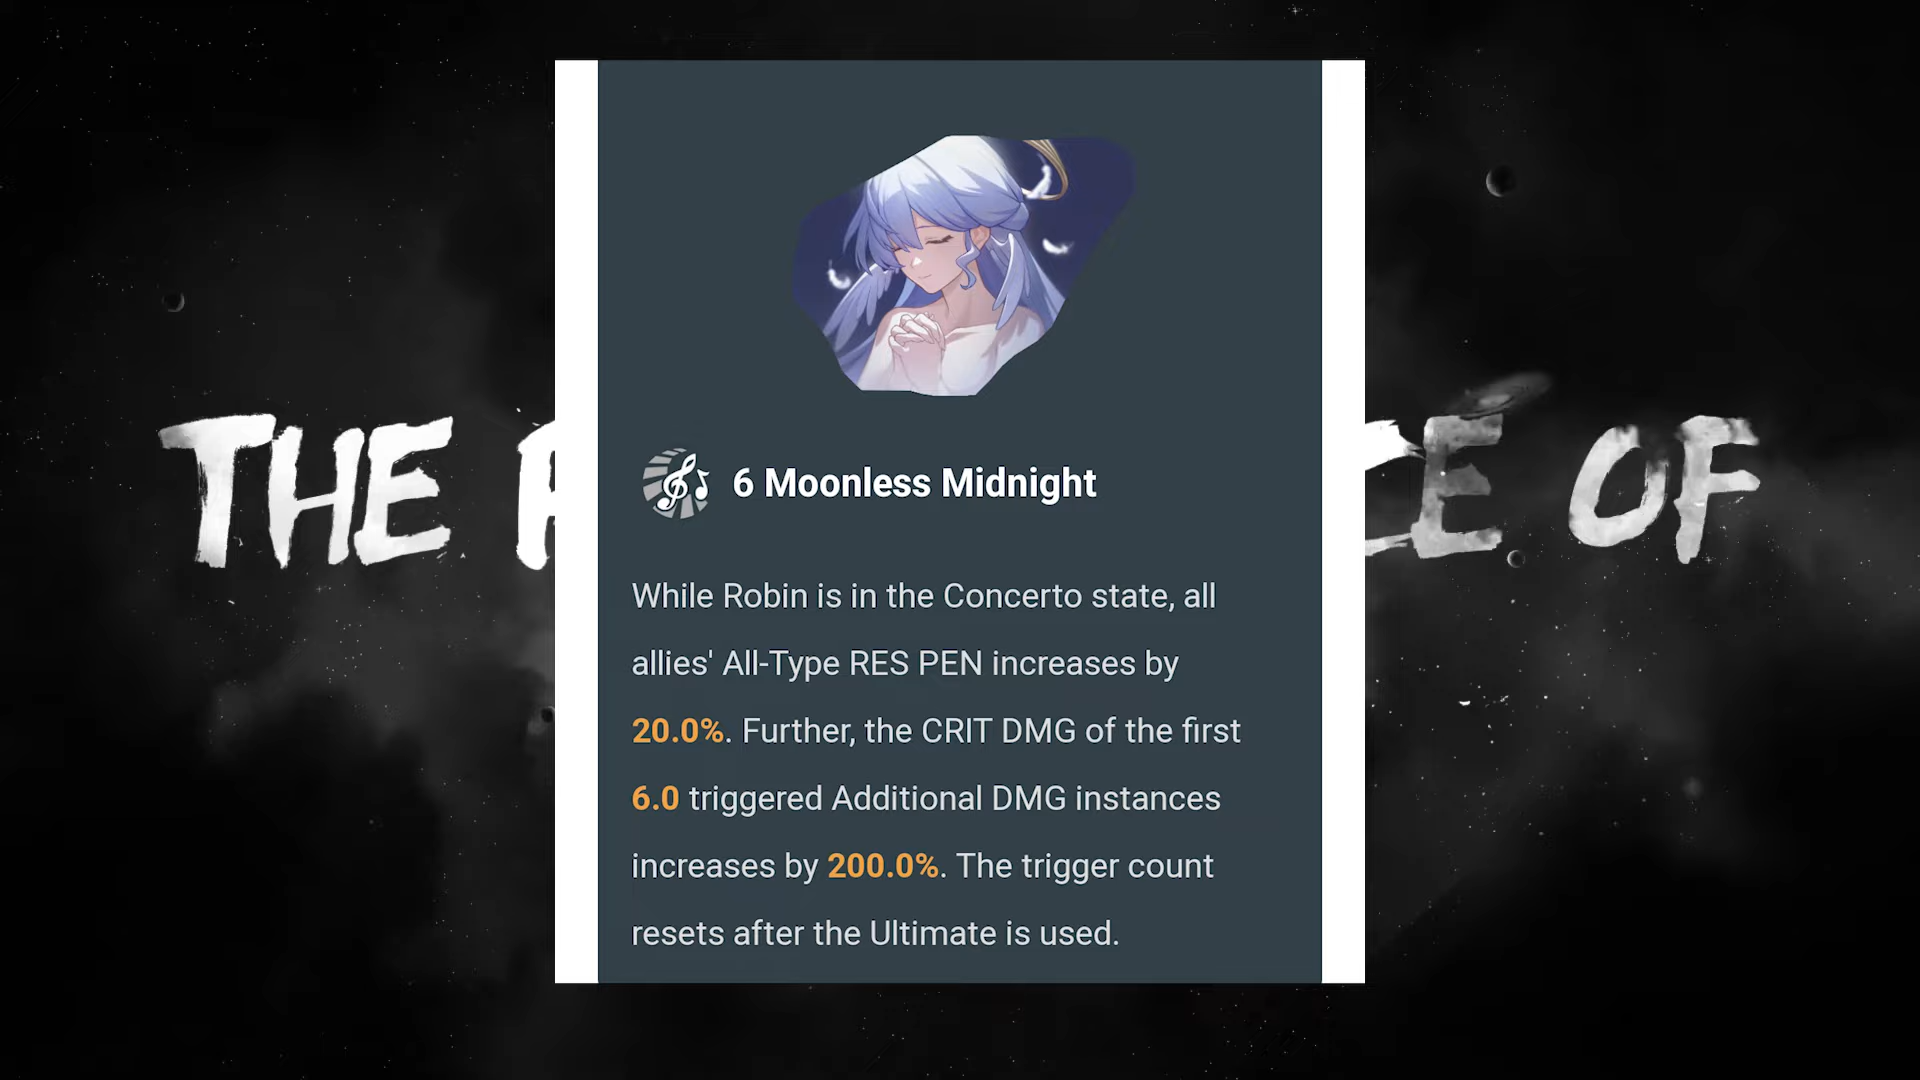 THE
OF
6 Moonless Midnight
While Robin is in the Concerto state, all
allies' All-Type RES PEN increases by
20.0%. Further, the CRIT DMG of the first
6.0 triggered Additional DMG instances
increases by 200.0%. The trigger count
resets after the Ultimate is used.